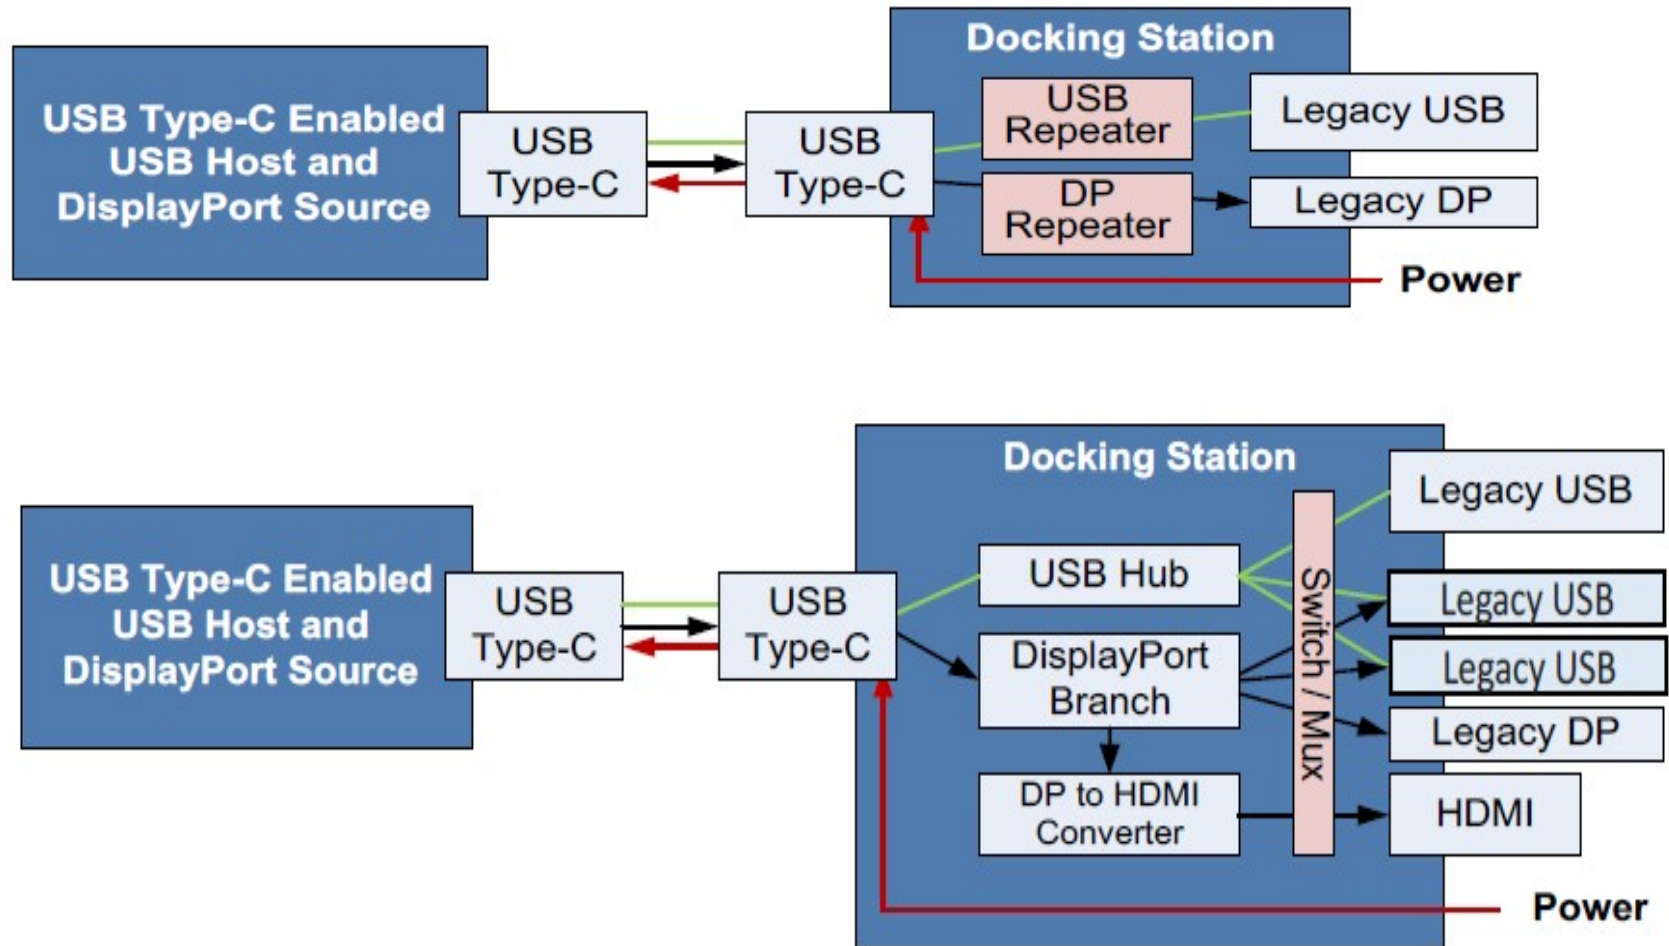 Docking Station
USB Type-C Enabled
USB Host and
DisplayPort Source
USB
Type-C
USB
Type-C
USB
Repeater
Legacy USB
DP
Repeater
Legacy DP
Power
Docking Station
USB Type-C Enabled
USB Host and
DisplayPort Source
USB
Type-C
USB
Type-C
USB Hub
DisplayPort
Branch
DP to HDMI
Converter
Switch / Mux
Legacy USB
Legacy USB
Legacy USB
Legacy DP
HDMI
Power